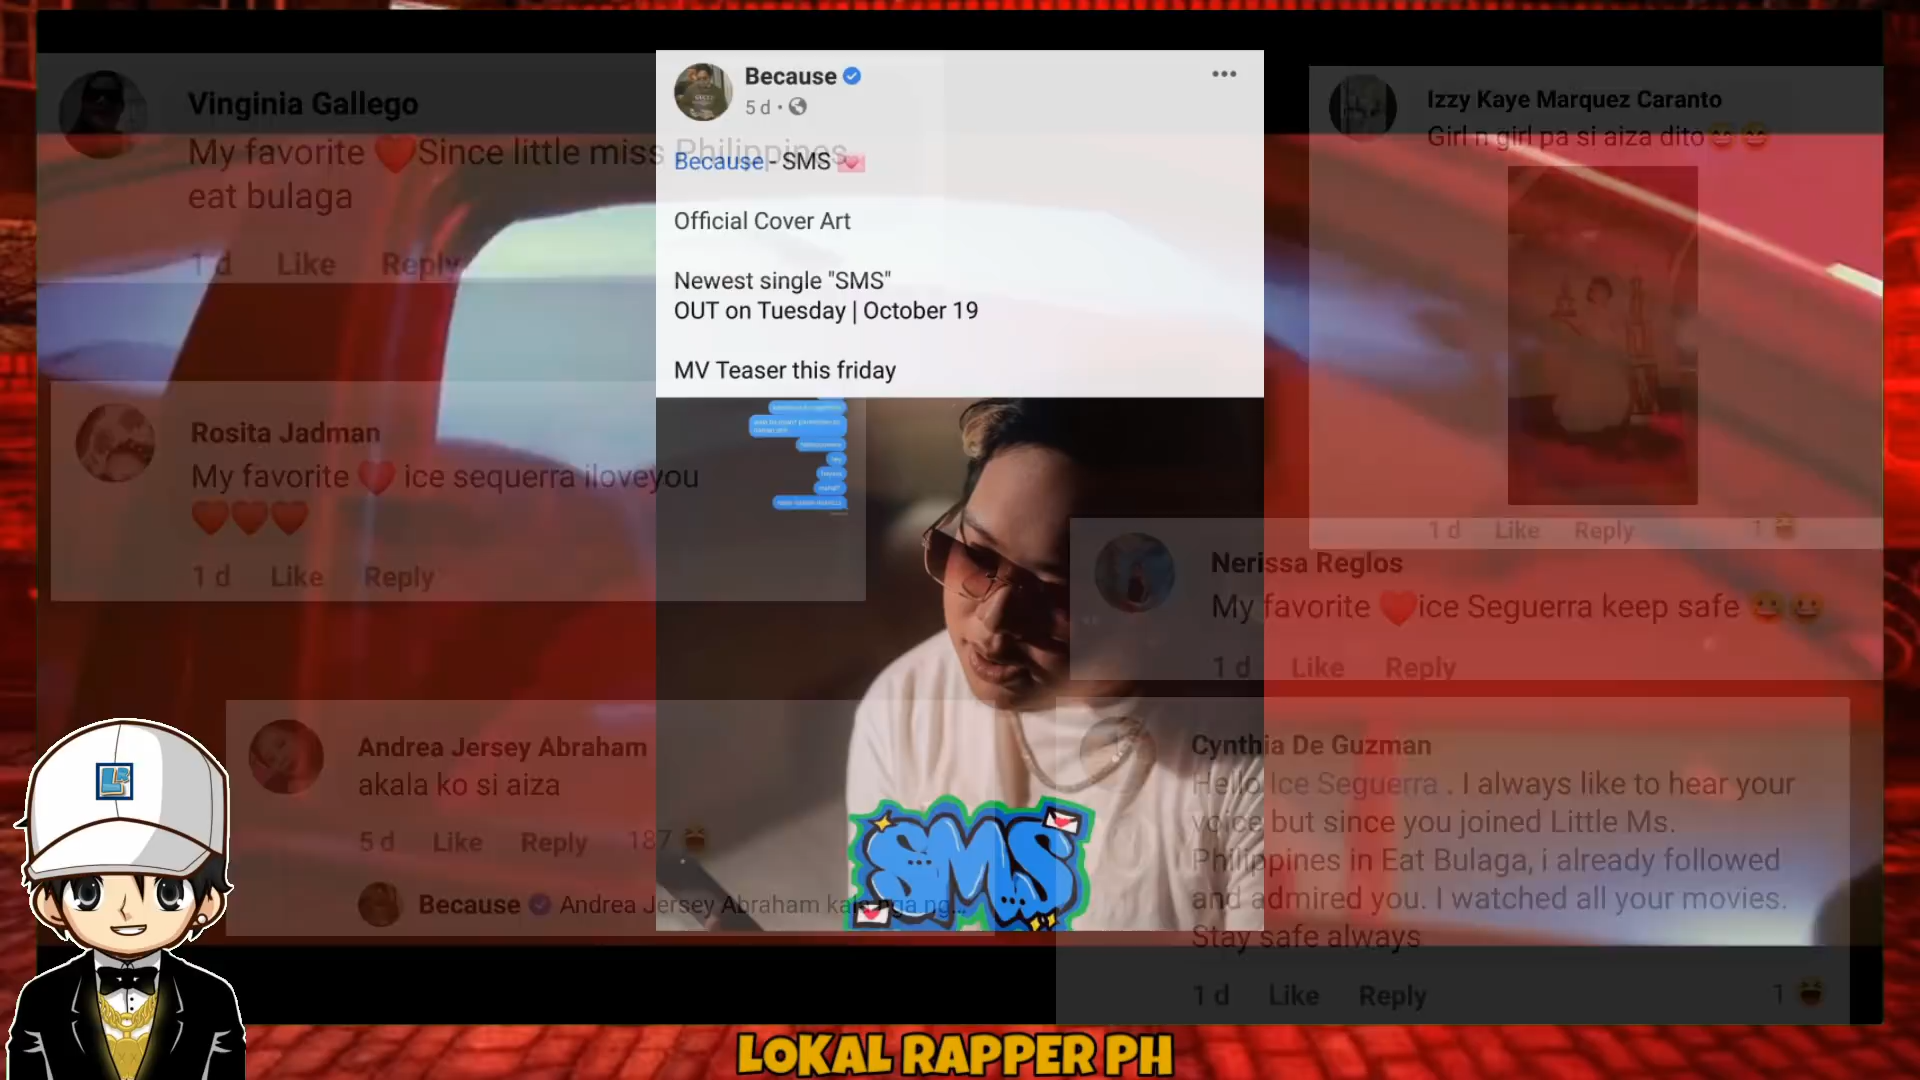 Vinginia Gallego
My favorite ❤️Since little miss Philippines
eat bulaga
1 d Like Reply
Rosita Jadman
My favorite ❤️ ice sequerra iloveyou
❤️❤️❤️
1 d Like Reply
Andrea Jersey Abraham
akala ko si aiza
5 d Like Reply 187
Because Andrea Jersey Abraham kala nga ng...
Because
5 d
Because - SMS 💌
Official Cover Art
Newest single "SMS"
OUT on Tuesday | October 19
MV Teaser this friday
SMS
Izzy Kaye Marquez Caranto
Girl n girl pa si aiza dito😄😄
1 d Like Reply 1
Nerissa Reglos
My favorite ❤️ice Seguerra keep safe 😀😀
1 d Like Reply
Cynthia De Guzman
Hello Ice Seguerra . I always like to hear your
voice but since you joined Little Ms.
Philippines in Eat Bulaga, i already followed
and admired you. I watched all your movies.
Stay safe always
1 d Like Reply 1
LOKAL RAPPER PH